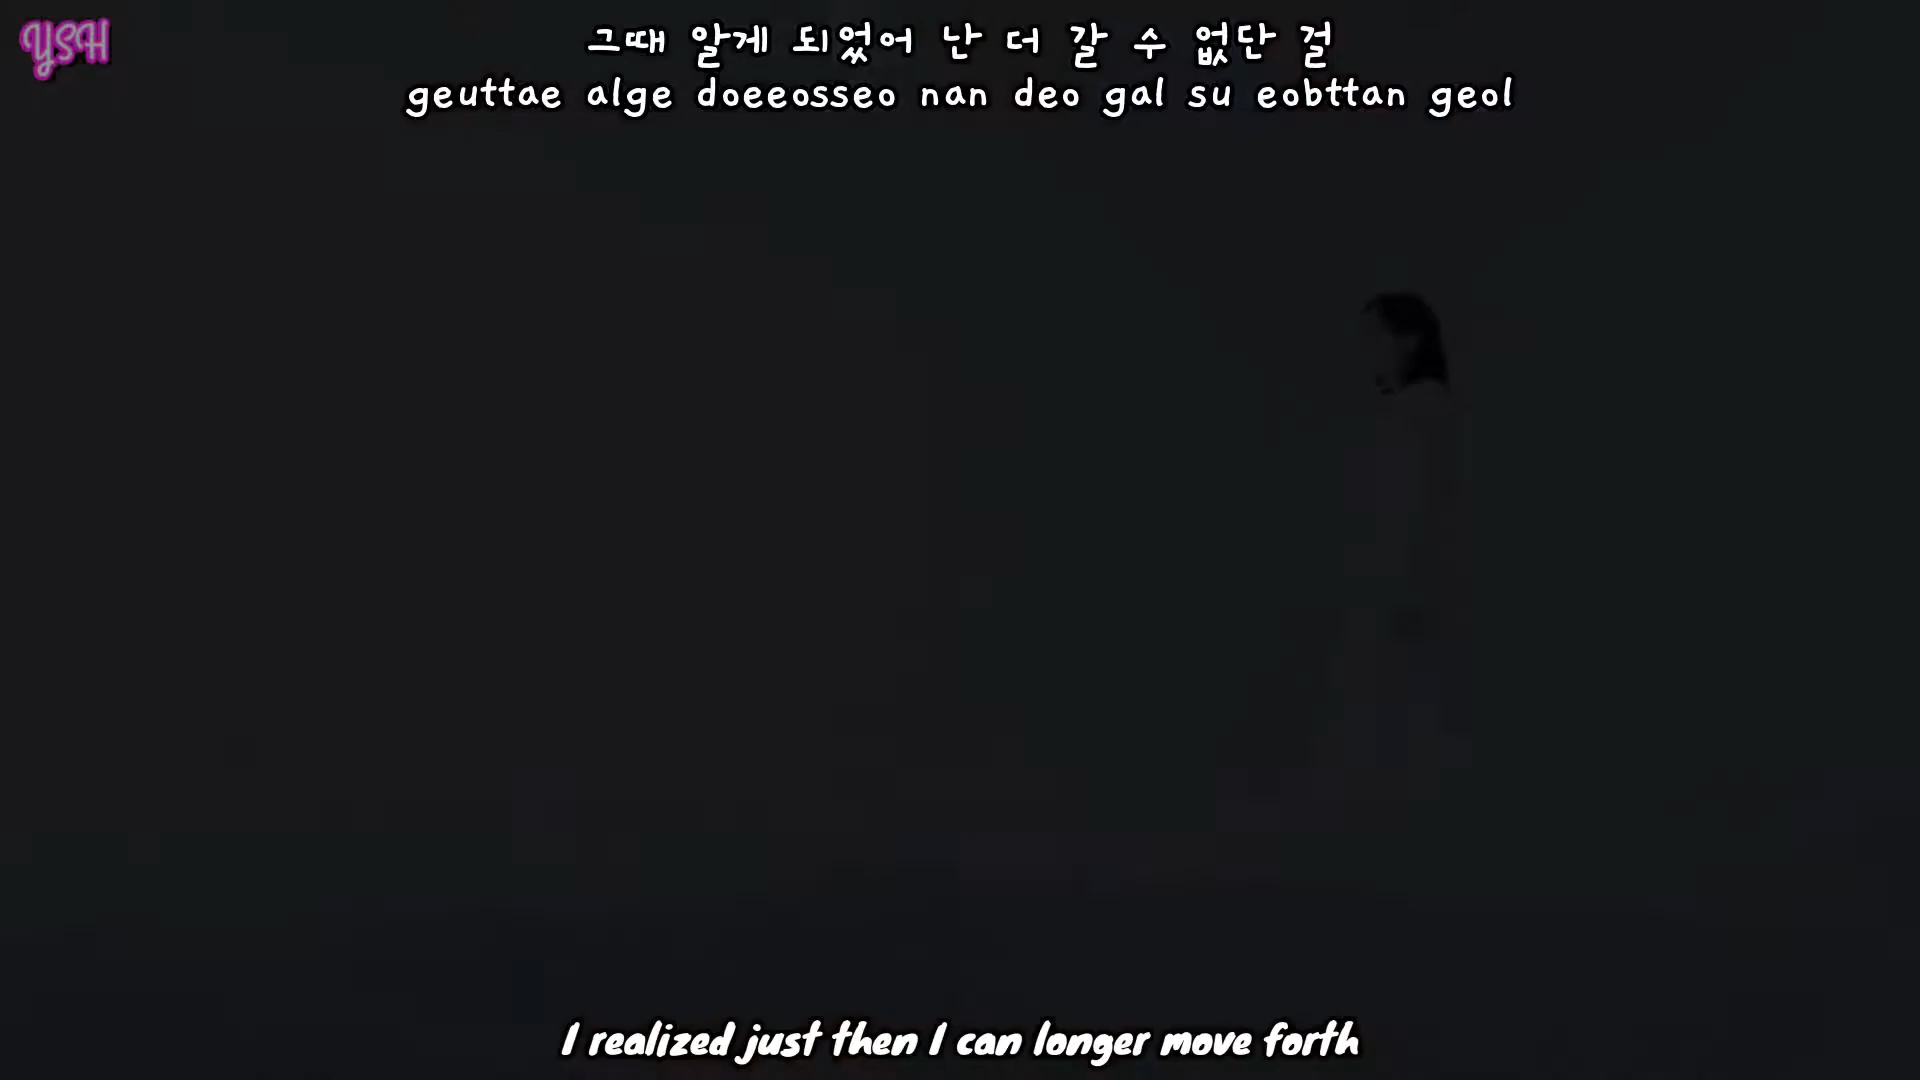 YSH
그때 알게 되었어 난 더 갈 수 없단 걸
geuttae alge doeeosseo nan deo gal su eobttan geol
I realized just then I can longer move forth